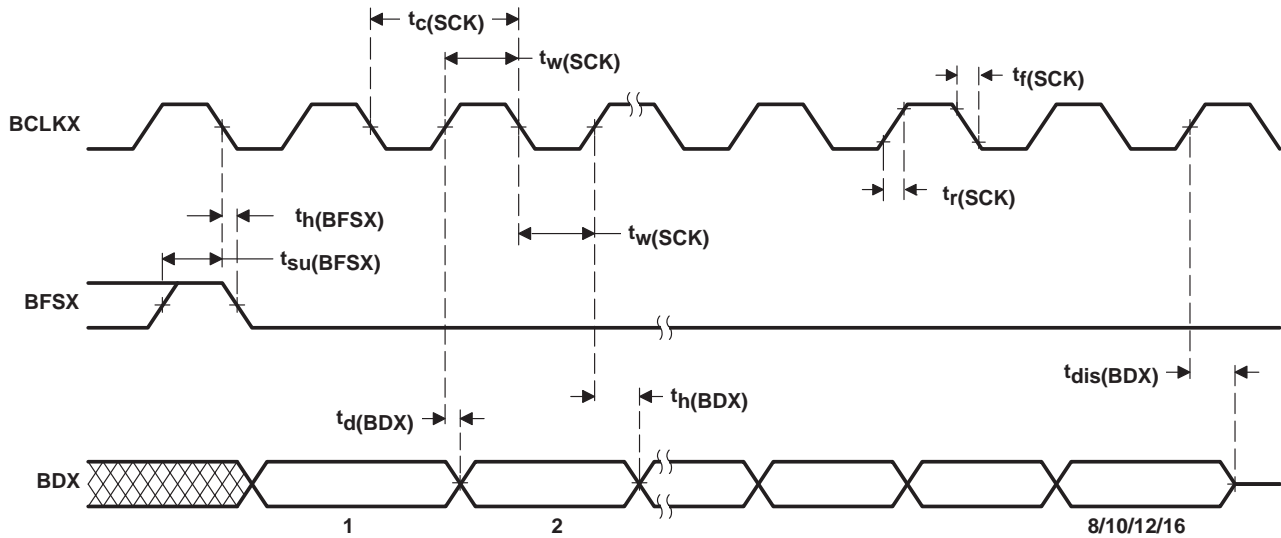 tc(SCK)
tw(SCK)
tf(SCK)
BCLKX
tr(SCK)
th(BFSX)
tw(SCK)
tsu(BFSX)
BFSX
tdis(BDX)
th(BDX)
td(BDX)
BDX
1 2 8/10/12/16